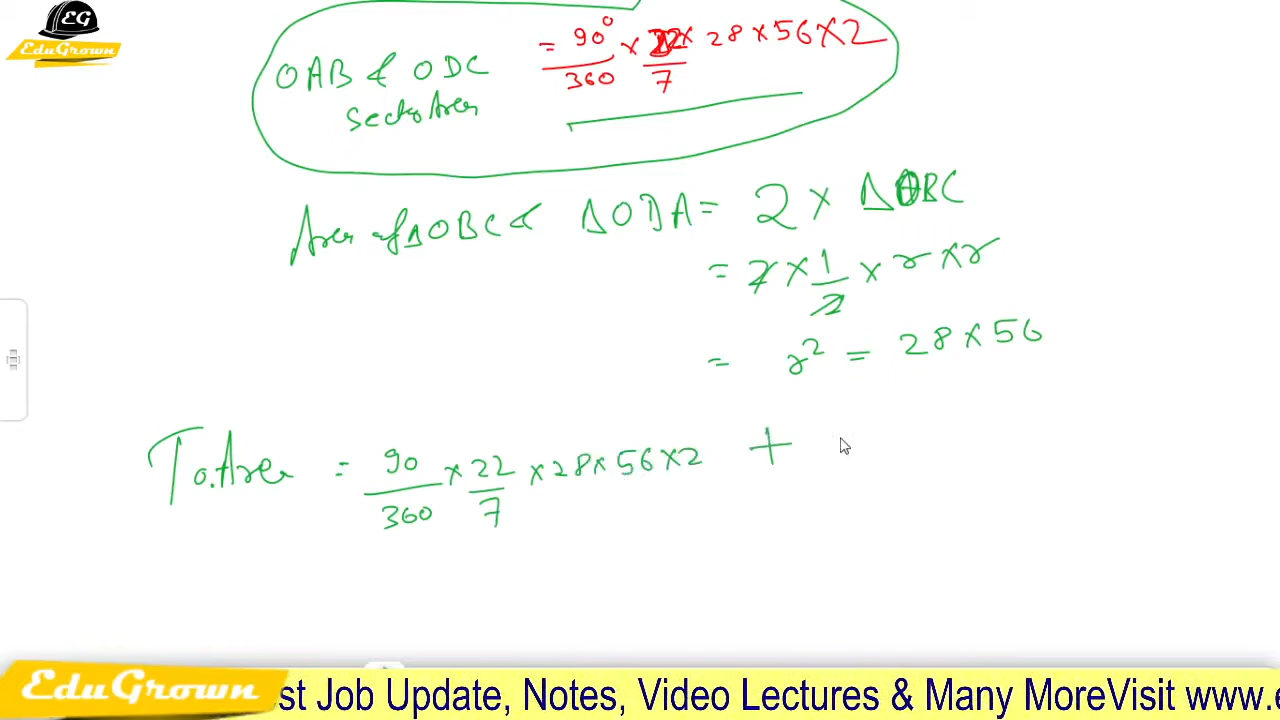 EG
EduGrown
= 90° × 22 × 28 × 56 × 2
360 7
OAB & ODC
Sector Area
Area of ΔOBC & ΔODA = 2 × ΔOBC
= 2 × 1 × r × r
2
= r² = 28 × 56
To. Area = 90 × 22 × 28 × 56 × 2 +
360 7
EduGrown
st Job Update, Notes, Video Lectures & Many MoreVisit www.e